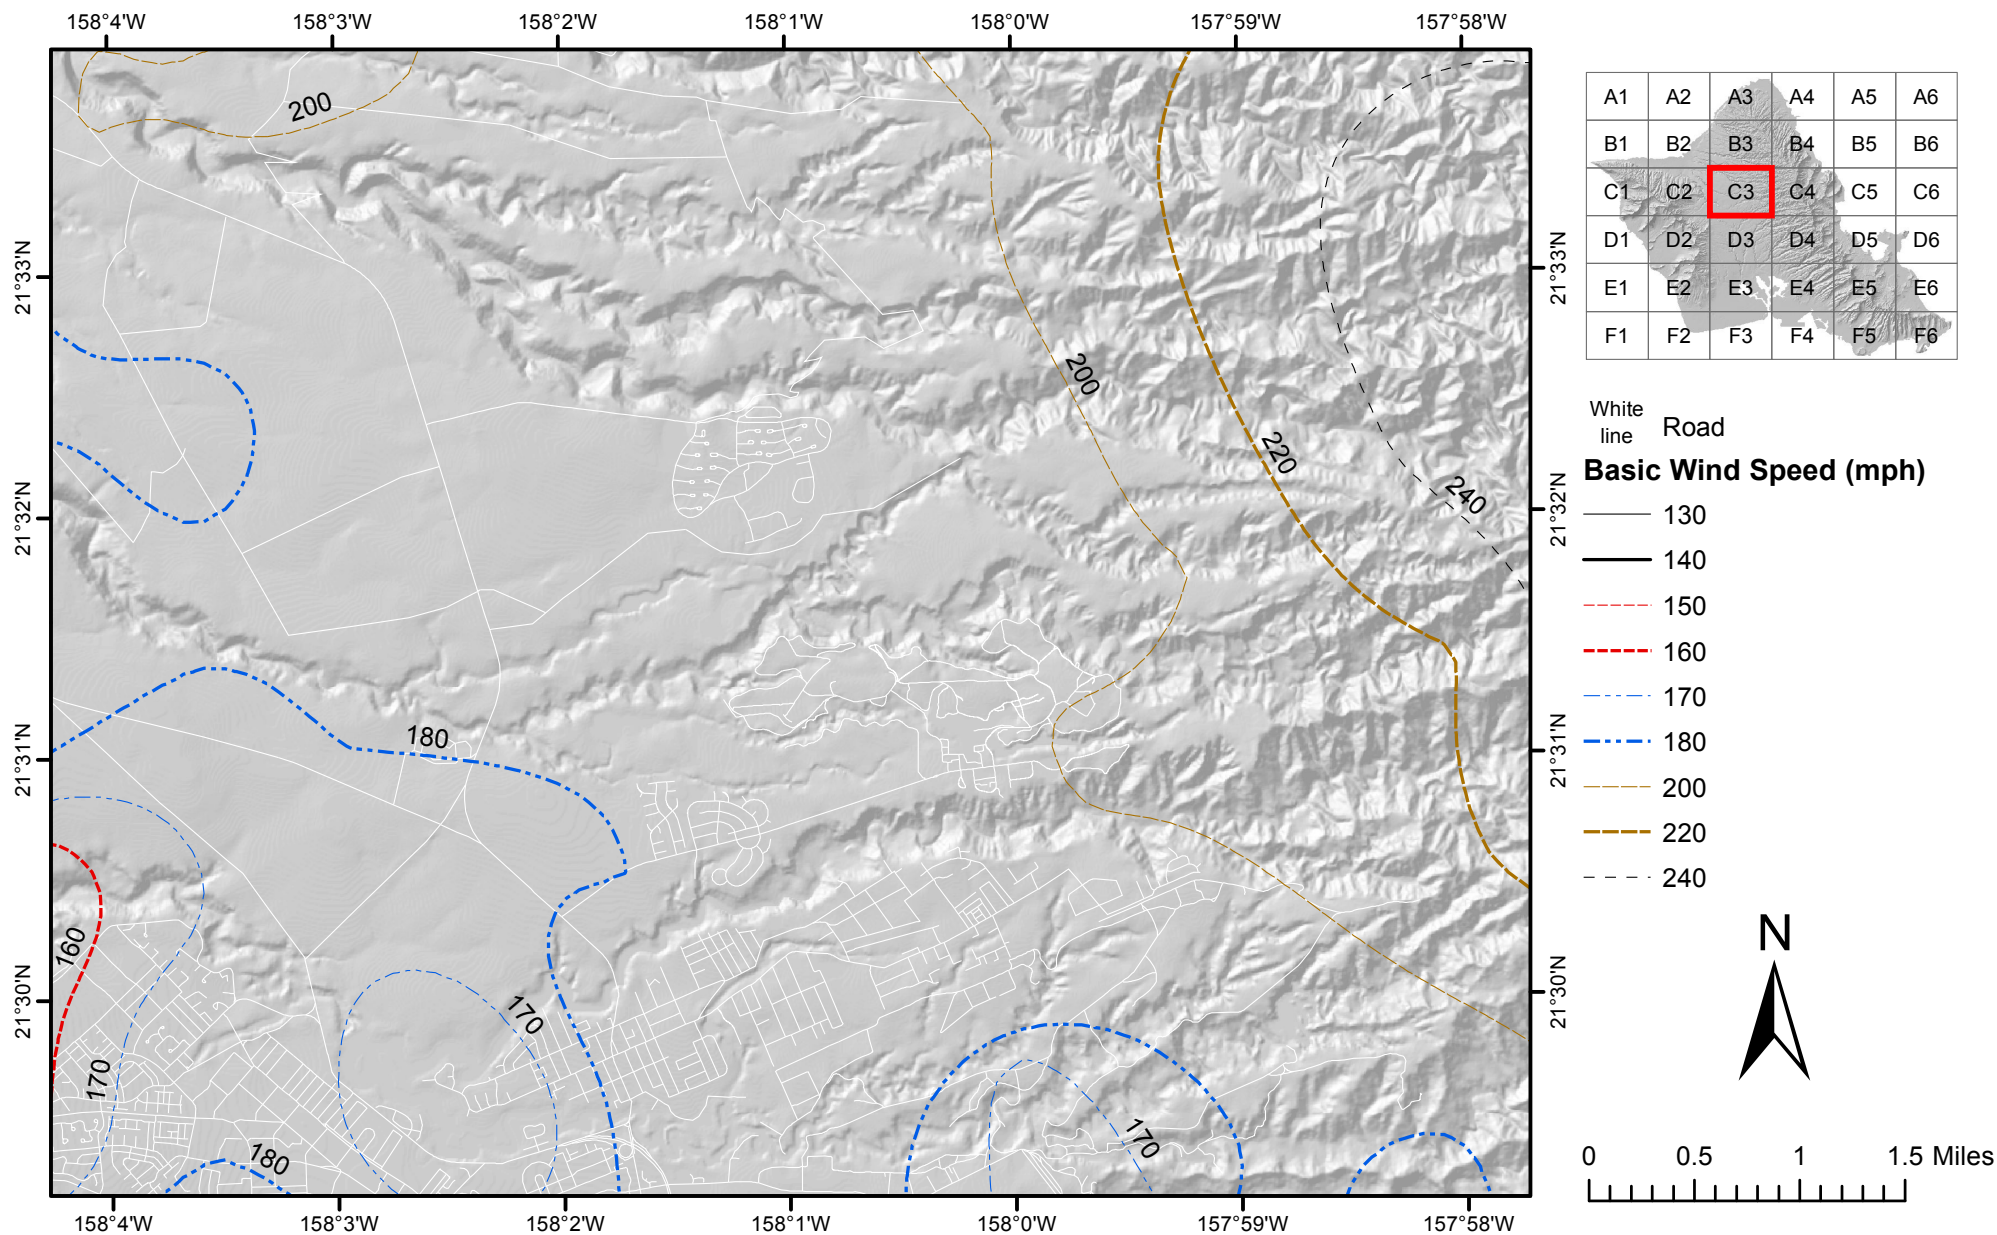 158°4'W 158°3'W 158°2'W 158°1'W 158°0'W 157°59'W 157°58'W
21°33'N
21°32'N
21°31'N
21°30'N
200
200
220
240
180
160
170
170
180
170
21°33'N
21°32'N
21°31'N
21°30'N
158°4'W 158°3'W 158°2'W 158°1'W 158°0'W 157°59'W 157°58'W
A1 A2 A3 A4 A5 A6
B1 B2 B3 B4 B5 B6
C1 C2 C3 C4 C5 C6
D1 D2 D3 D4 D5 D6
E1 E2 E3 E4 E5 E6
F1 F2 F3 F4 F5 F6
White
line Road
Basic Wind Speed (mph)
130
140
150
160
170
180
200
220
240
N
0 0.5 1 1.5 Miles